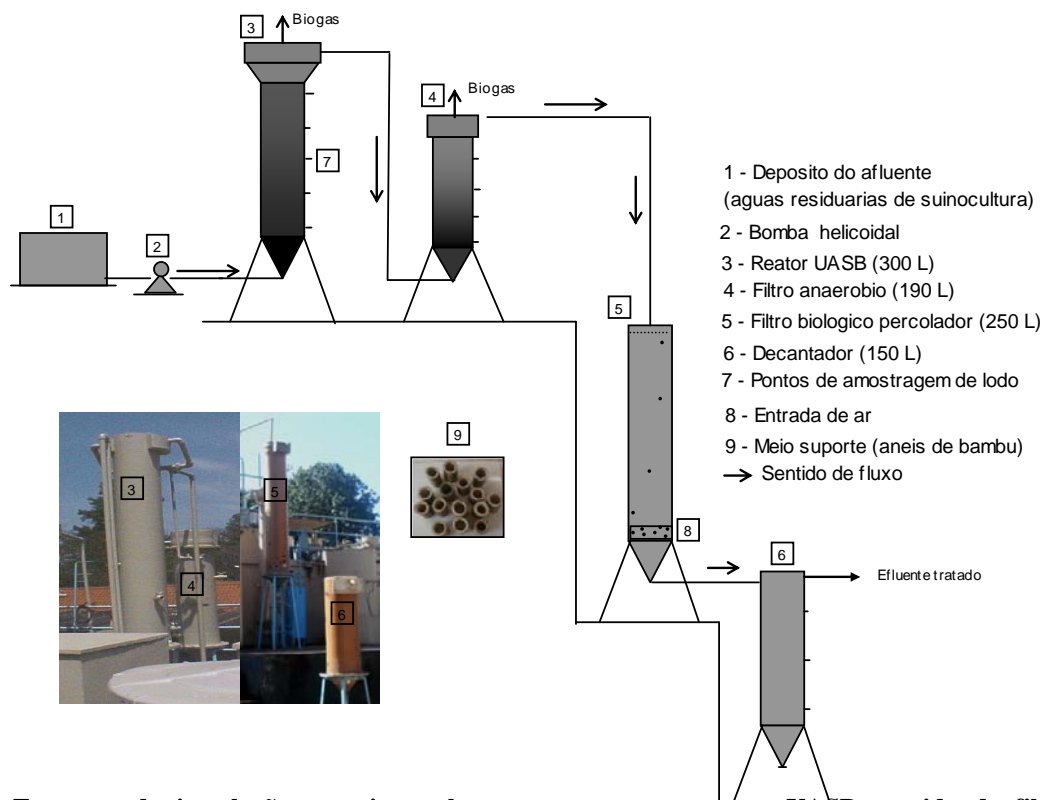 3
Biogas
4
Biogas
7
1
2
1 - Deposito do afluente
(aguas residuarias de suinocultura)
2 - Bomba helicoidal
3 - Reator UASB (300 L)
4 - Filtro anaerobio (190 L)
5 - Filtro biologico percolador (250 L)
6 - Decantador (150 L)
7 - Pontos de amostragem de lodo
8 - Entrada de ar
9 - Meio suporte (aneis de bambu)
Sentido de fluxo
5
9
3
4
5
6
8
6
Efluente tratado